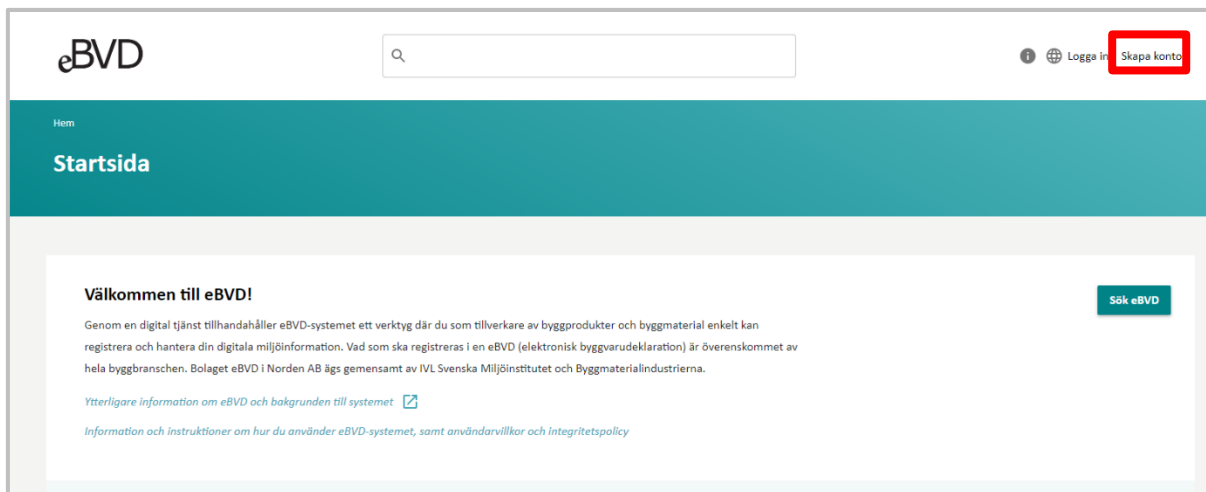 eBVD
Logga in
Skapa konto
Hem
Startsida
Välkommen till eBVD!
Sök eBVD
Genom en digital tjänst tillhandahåller eBVD-systemet ett verktyg där du som tillverkare av byggprodukter och byggmaterial enkelt kan
registrera och hantera din digitala miljöinformation. Vad som ska registreras i en eBVD (elektronisk byggvarudeklaration) är överenskommet av
hela byggbranschen. Bolaget eBVD i Norden AB ägs gemensamt av IVL Svenska Miljöinstitutet och Byggmaterialindustrierna.
Ytterligare information om eBVD och bakgrunden till systemet
Information och instruktioner om hur du använder eBVD-systemet, samt användarvillkor och integritetspolicy